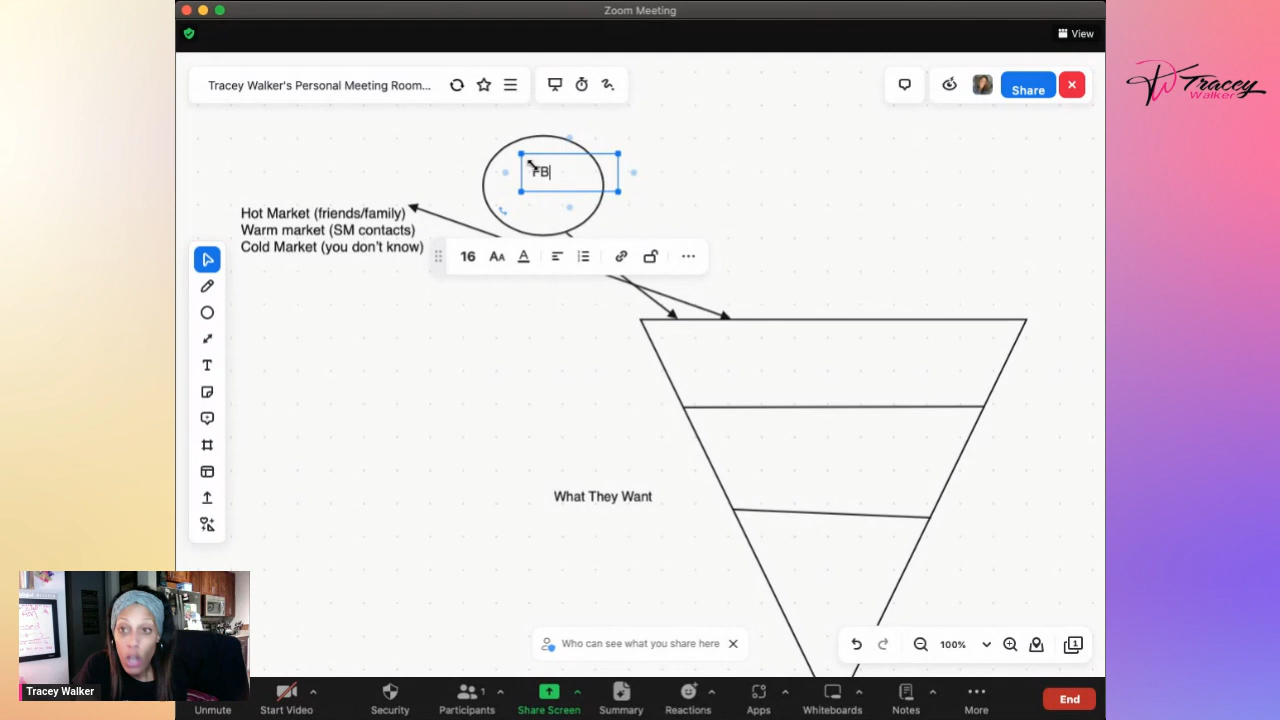 Zoom Meeting
View
Tracey Walker's Personal Meeting Room...
Share
Tracey
Walker
FB
Hot Market (friends/family)
Warm market (SM contacts)
Cold Market (you don't know)
16
What They Want
Who can see what you share here
100%
1
Tracey Walker
Unmute
Start Video
Security
Participants
1
Share Screen
Summary
Reactions
Apps
Whiteboards
Notes
More
End